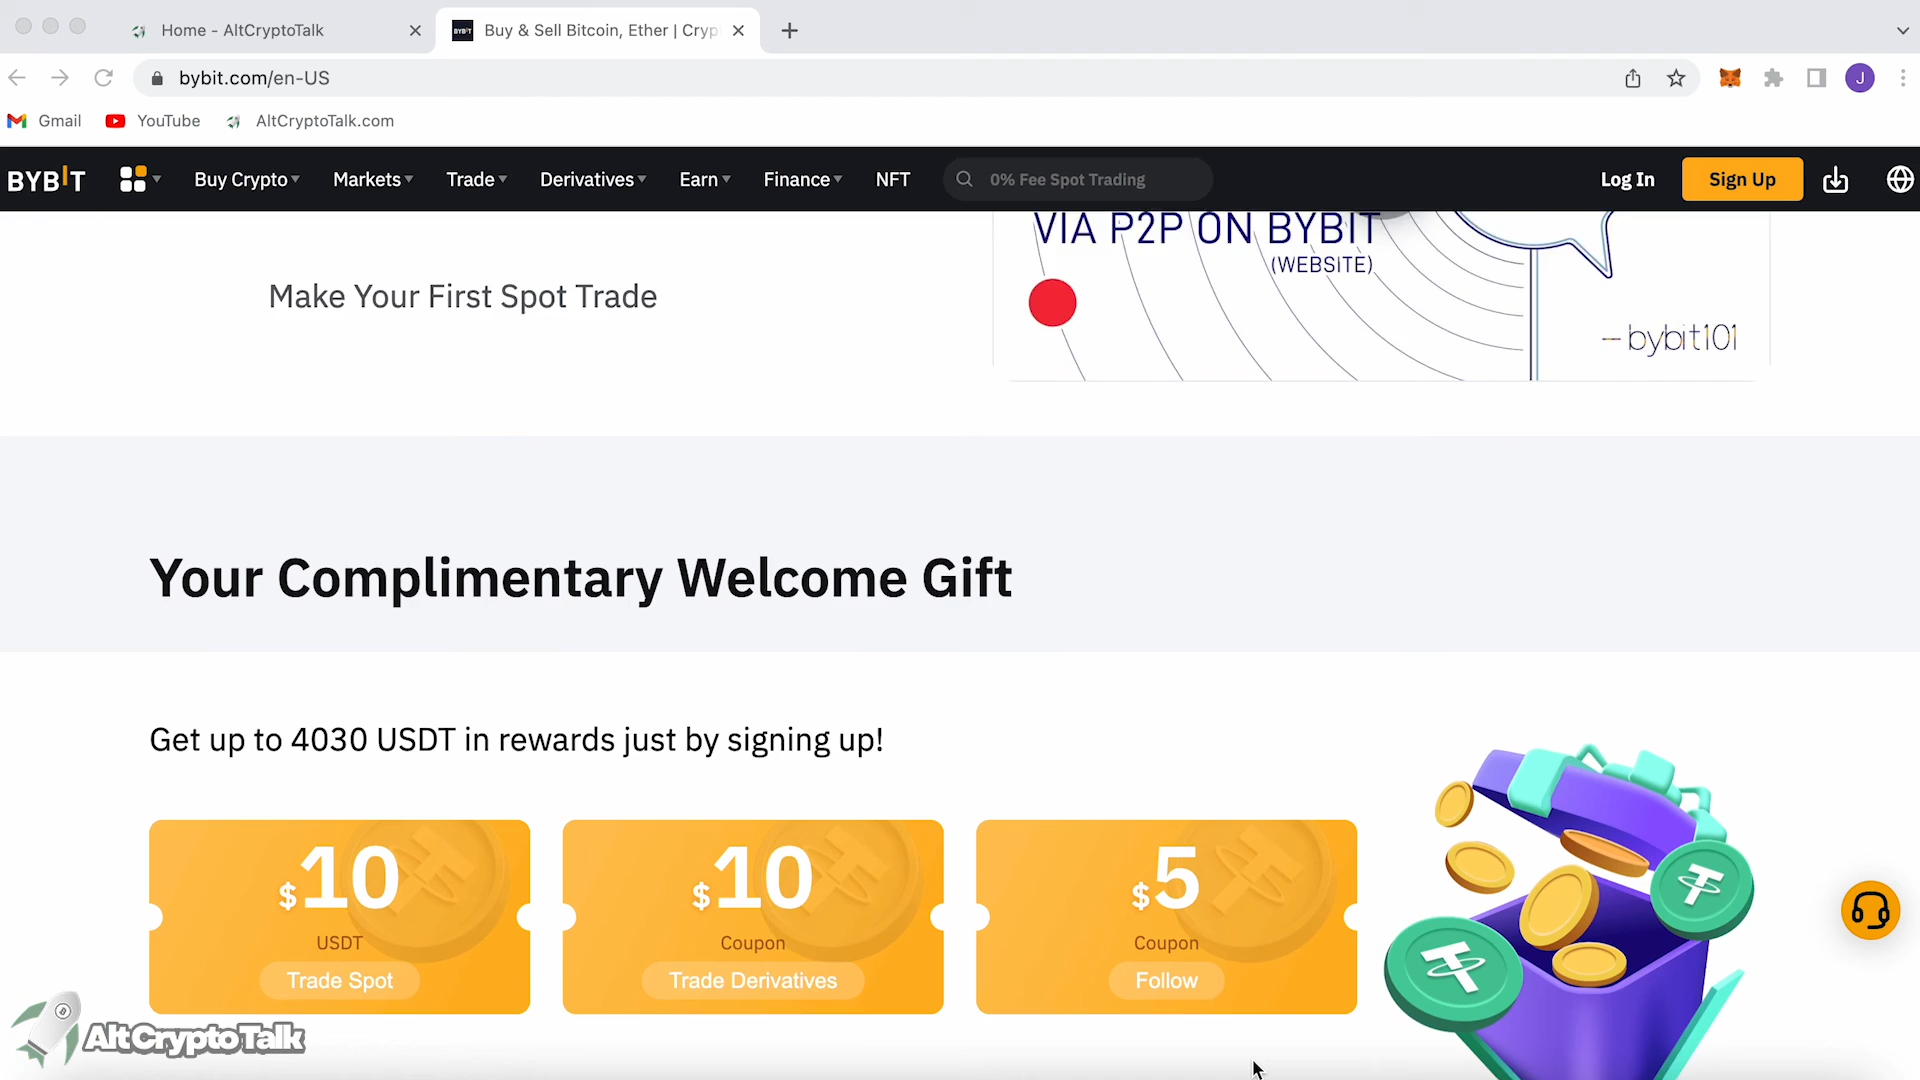 Home - AltCryptoTalk
BYBIT Buy & Sell Bitcoin, Ether | Cryp
bybit.com/en-US
J
Gmail YouTube AltCryptoTalk.com
BYBIT Buy Crypto Markets Trade Derivatives Earn Finance NFT 0% Fee Spot Trading Log In Sign Up
VIA P2P ON BYBIT
(WEBSITE)
Make Your First Spot Trade
bybit101
Your Complimentary Welcome Gift
Get up to 4030 USDT in rewards just by signing up!
$10
USDT
Trade Spot
$10
Coupon
Trade Derivatives
$5
Coupon
Follow
AltCryptoTalk